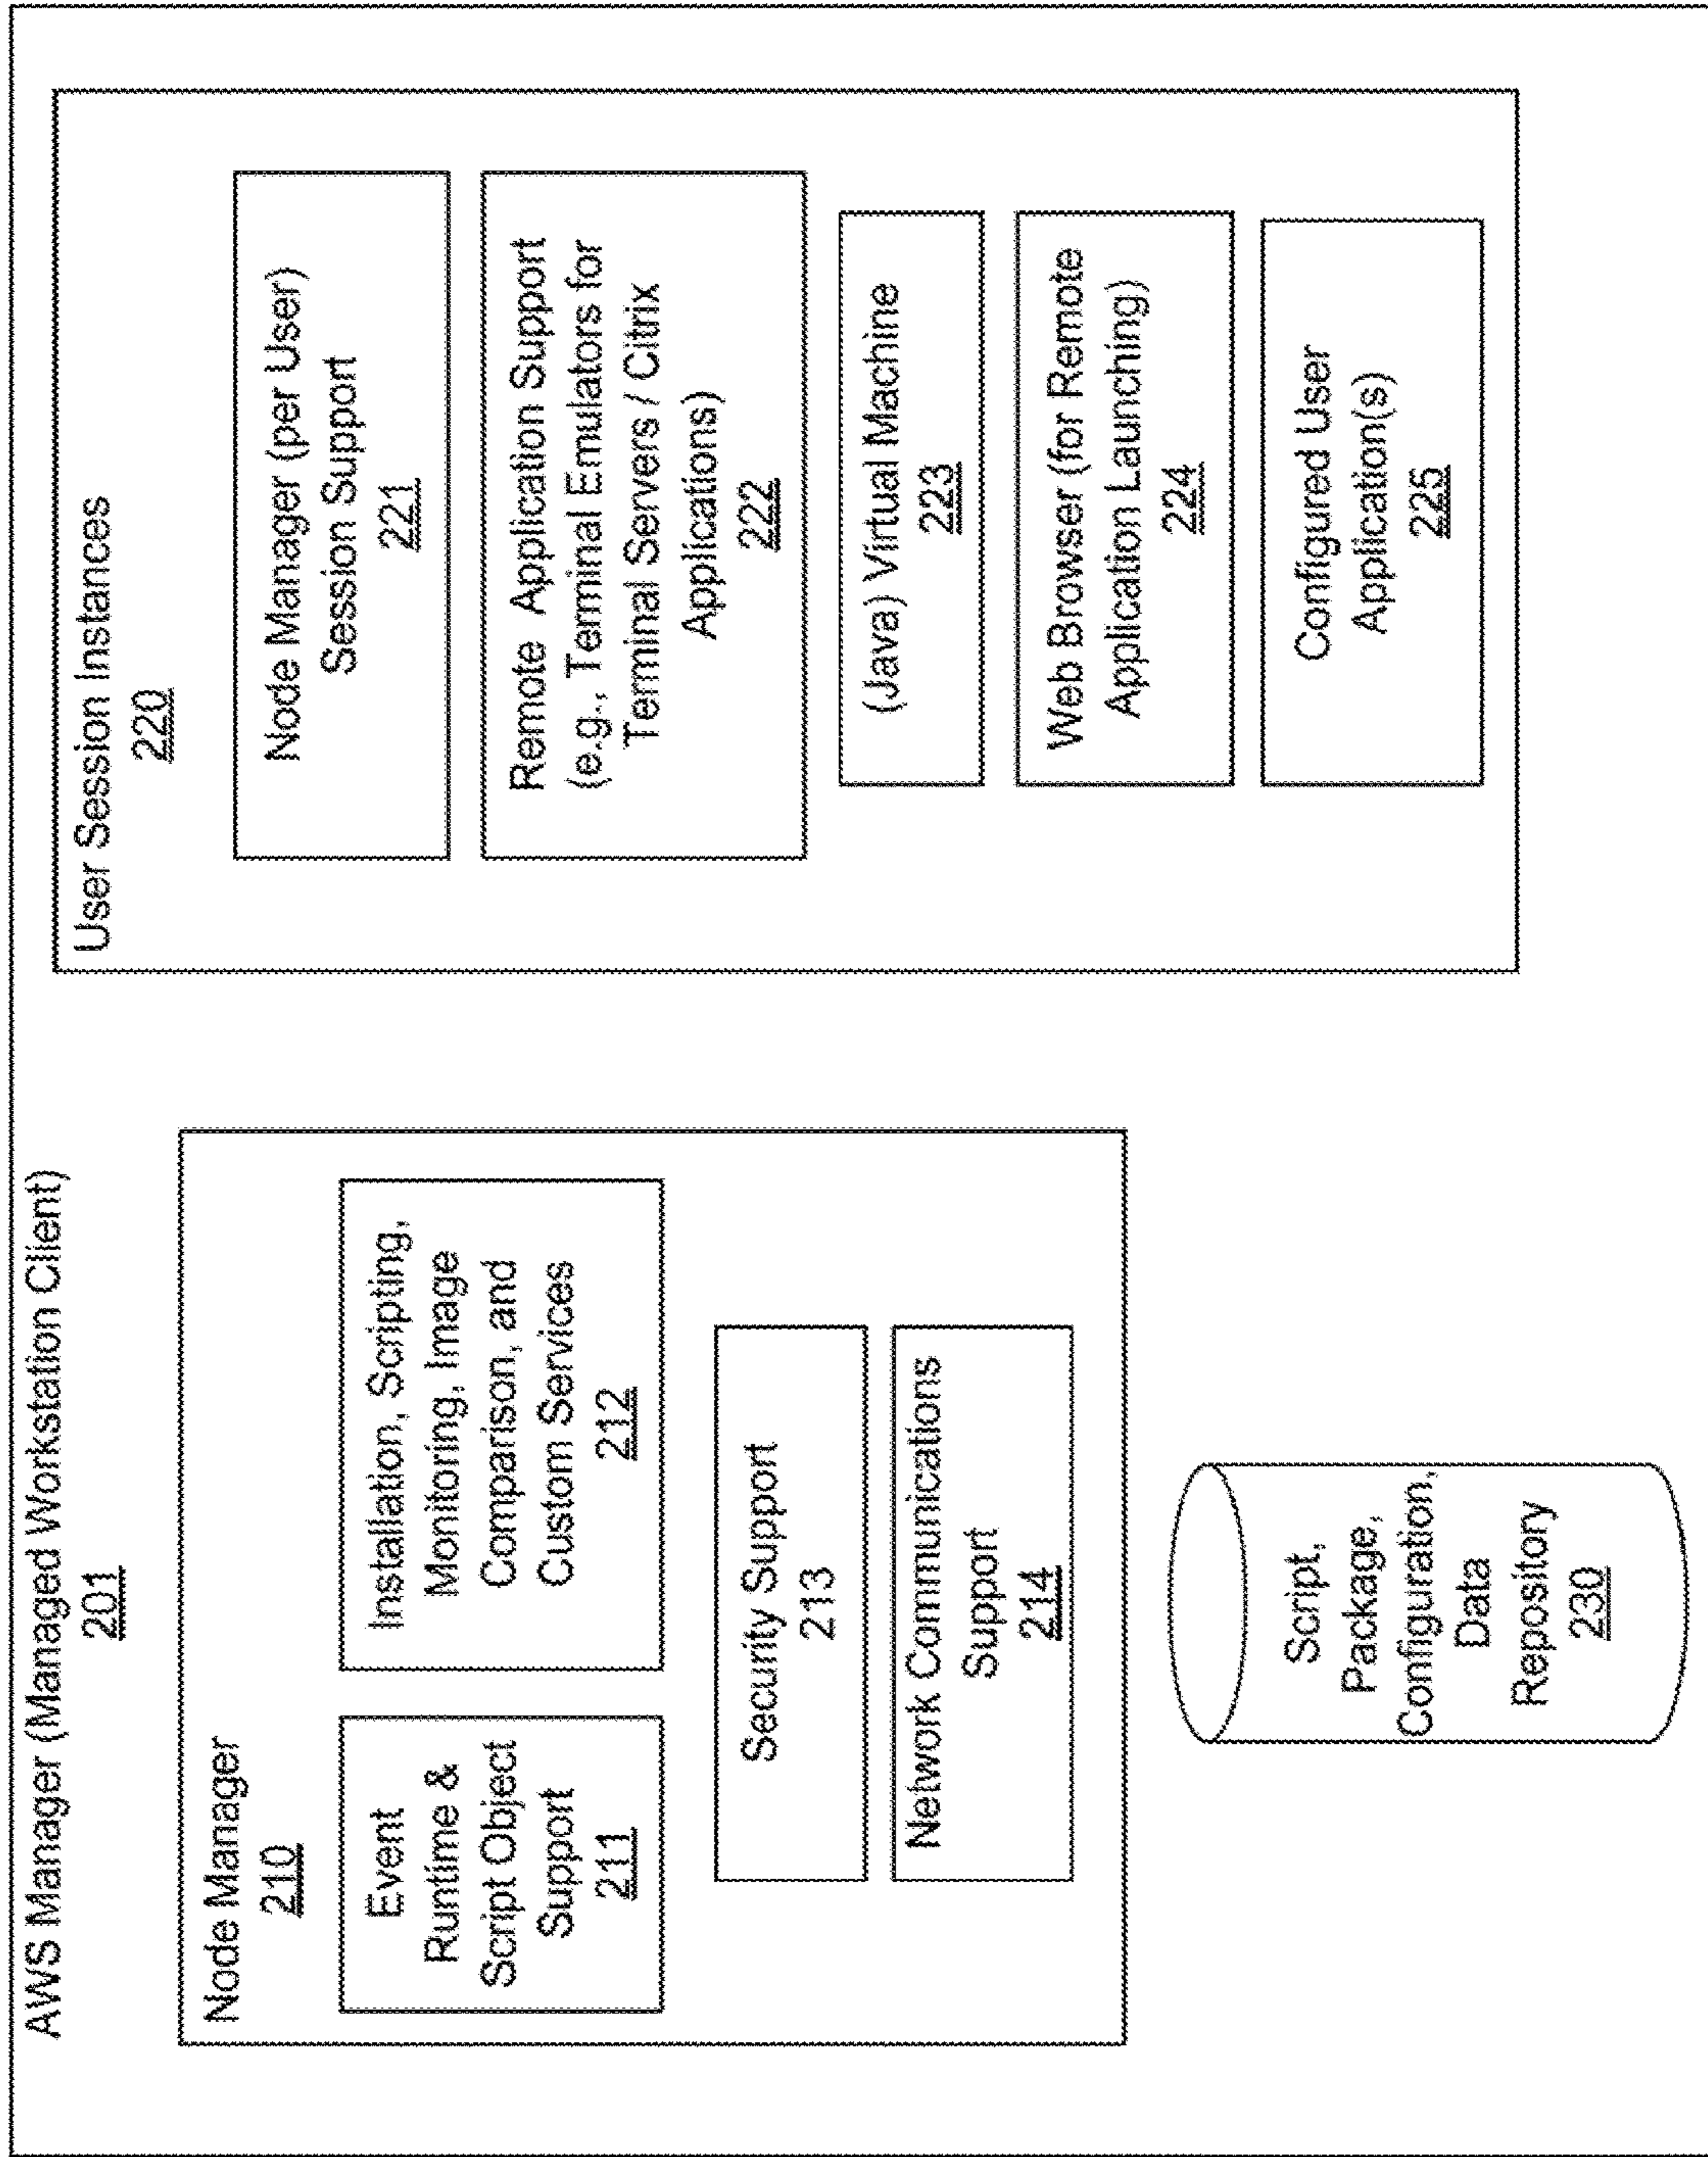 AWS Manager (Managed Workstation Client)
201
Node Manager
210
Event
Runtime &
Script Object
Support
211
Installation, Scripting,
Monitoring, Image
Comparison, and
Custom Services
212
Security Support
213
Network Communications
Support
214
Script,
Package,
Configuration,
Data
Repository
230
User Session Instances
220
Node Manager (per User)
Session Support
221
Remote Application Support
(e.g., Terminal Emulators for
Terminal Servers / Citrix
Applications)
222
(Java) Virtual Machine
223
Web Browser (for Remote
Application Launching)
224
Configured User
Application(s)
225